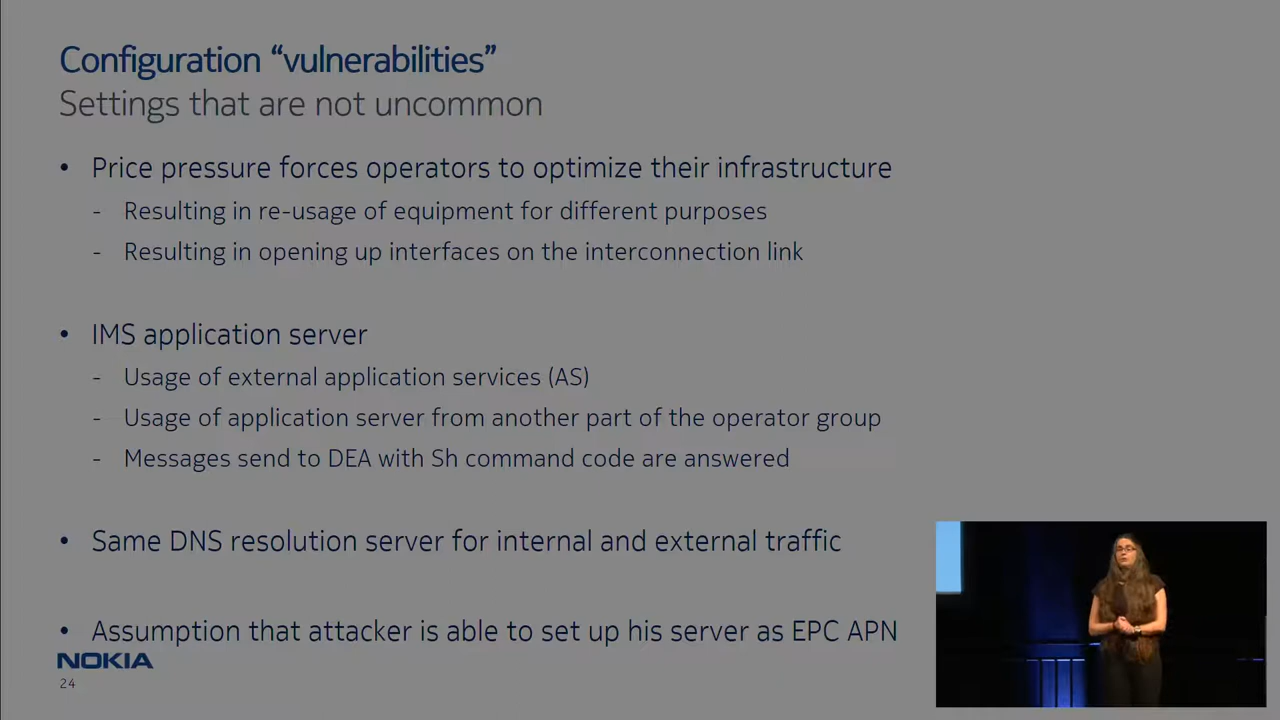 Configuration “vulnerabilities”
Settings that are not uncommon
• Price pressure forces operators to optimize their infrastructure
- Resulting in re-usage of equipment for different purposes
- Resulting in opening up interfaces on the interconnection link
• IMS application server
- Usage of external application services (AS)
- Usage of application server from another part of the operator group
- Messages send to DEA with Sh command code are answered
• Same DNS resolution server for internal and external traffic
• Assumption that attacker is able to set up his server as EPC APN
NOKIA
24